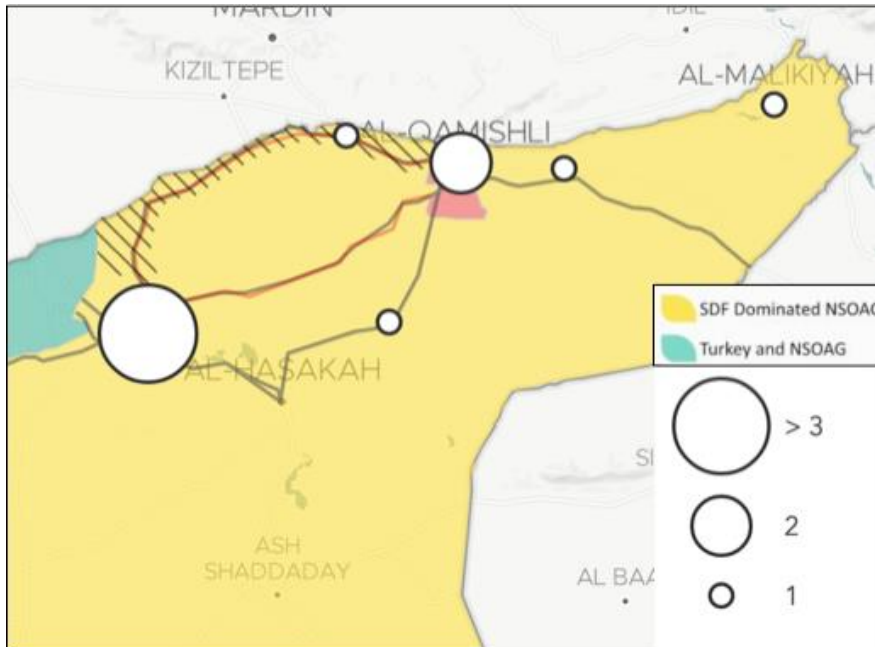 MARDIN
IDIL
KIZILTEPE
AL-MALIKIYAH
AL-QAMISHLI
SDF Dominated NSOAG
Turkey and NSOAG
AL-HASAKAH
> 3
2
ASH
SHADDADAY
AL BAA
1